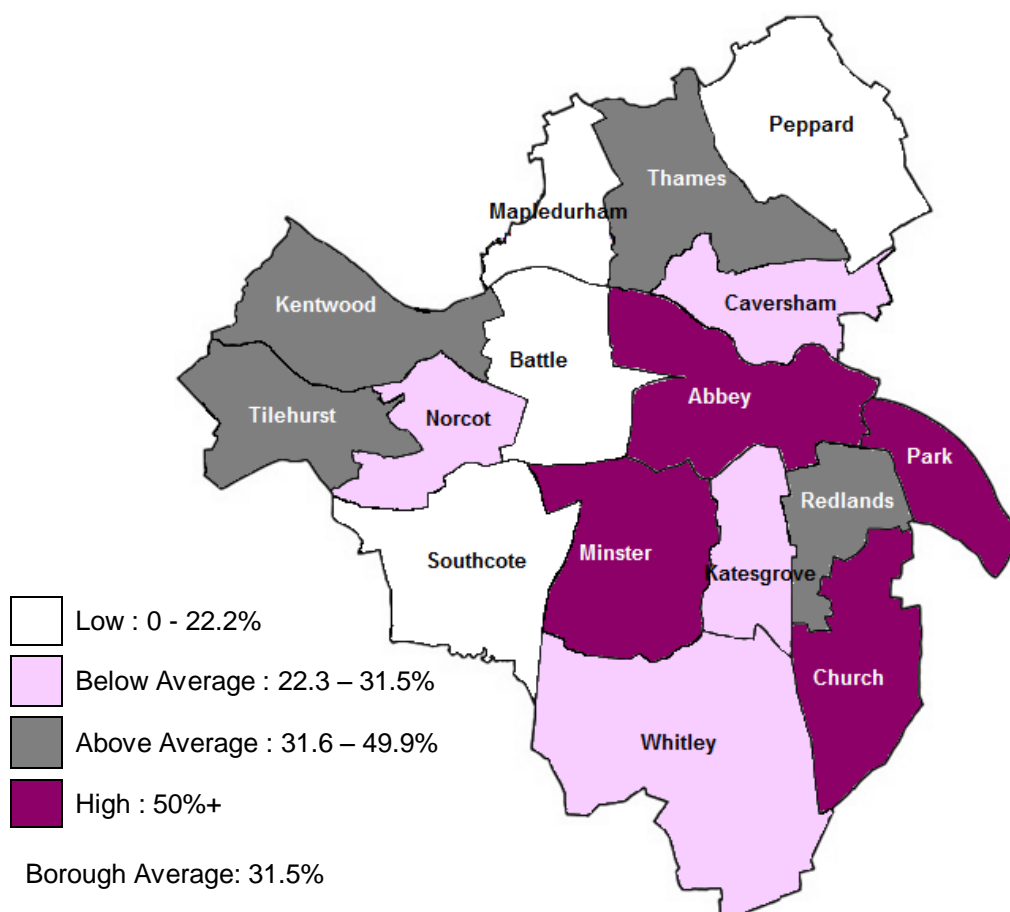 Peppard
Thames
Mapledurham
Kentwood
Caversham
Battle
Abbey
Tilehurst
Norcot
Park
Redlands
Southcote
Minster
Katesgrove
Church
Whitley
Low : 0 - 22.2%
Below Average : 22.3 – 31.5%
Above Average : 31.6 – 49.9%
High : 50%+
Borough Average: 31.5%